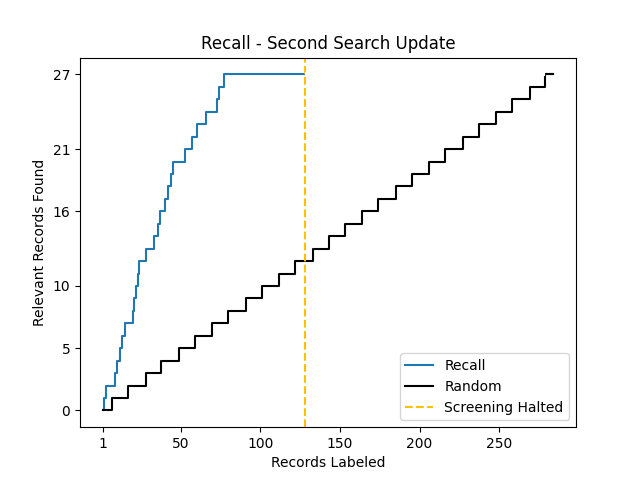 Recall - Second Search Update
Relevant Records Found
27
21
16
10
5
0
1
50
100
150
200
250
Records Labeled
Recall
Random
Screening Halted